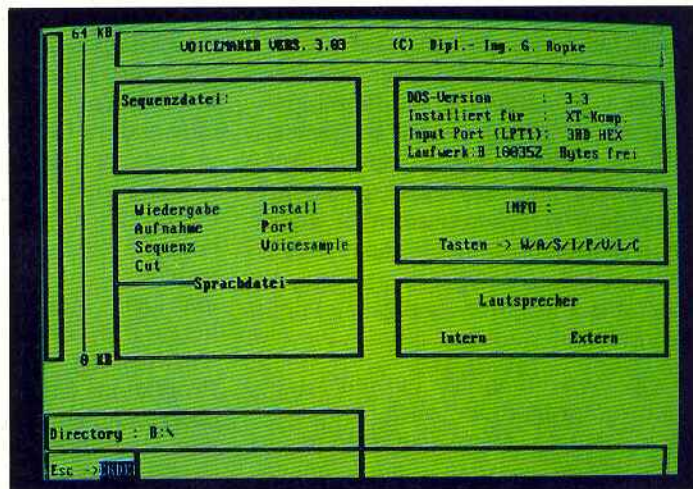 64 KB
VOICEMAKER VERS. 3.03 (C) Dipl.- Ing. G. Ropke
Sequenzdatei:
DOS-Version : 3.3
Installiert für : XT-Komp
Input Port (LPT1): 3BD HEX
Laufwerk:B 100352 Bytes frei
Wiedergabe Install
Aufnahme Port
Sequenz Voicesample
Cut
Sprachdatei
INFO :
Tasten -> W/A/S/I/P/V/L/C
Lautsprecher
Intern Extern
0 KB
Directory : B:\
Esc ->